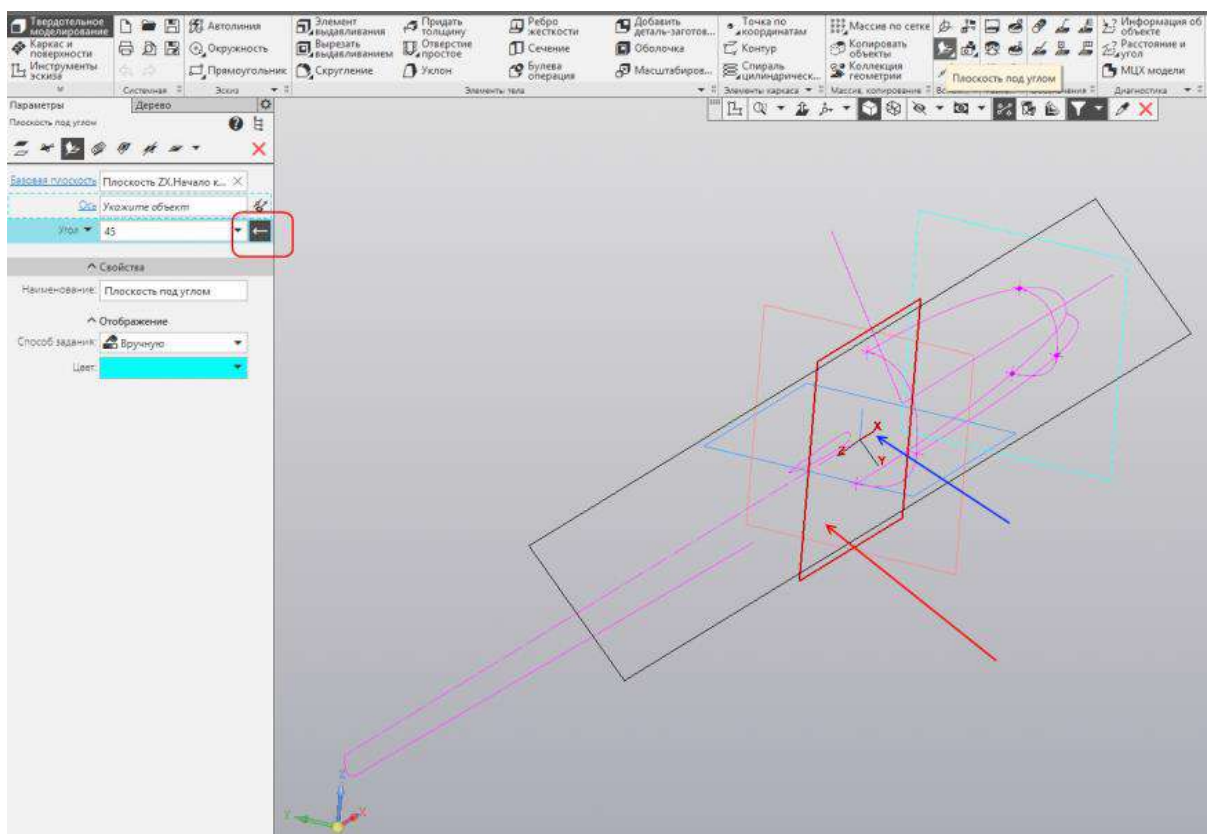 Твердотельное моделирование
Каркас и поверхности
Инструменты эскиза
Системная
Автолиния
Окружность
Прямоугольник
Эскиз
Элемент выдавливания
Вырезать выдавливанием
Скругление
Придать толщину
Отверстие простое
Уклон
Ребро жесткости
Сечение
Булева операция
Добавить деталь-заготов...
Оболочка
Масштабиров...
Элементы тела
Точка по координатам
Контур
Спираль цилиндрическ...
Элементы каркаса
Массив по сетке
Копировать объекты
Коллекция геометрии
Массив, копирование
Плоскость под углом
Информация об объекте
Расстояние и угол
МЦХ модели
Диагностика
Параметры
Дерево
Плоскость под углом
Базовая плоскость
Плоскость ZX.Начало к...
Ось
Укажите объект
Угол
45
Свойства
Наименование:
Плоскость под углом
Отображение
Способ задания:
Вручную
Цвет:
X
Z
Y
Z
Y
X